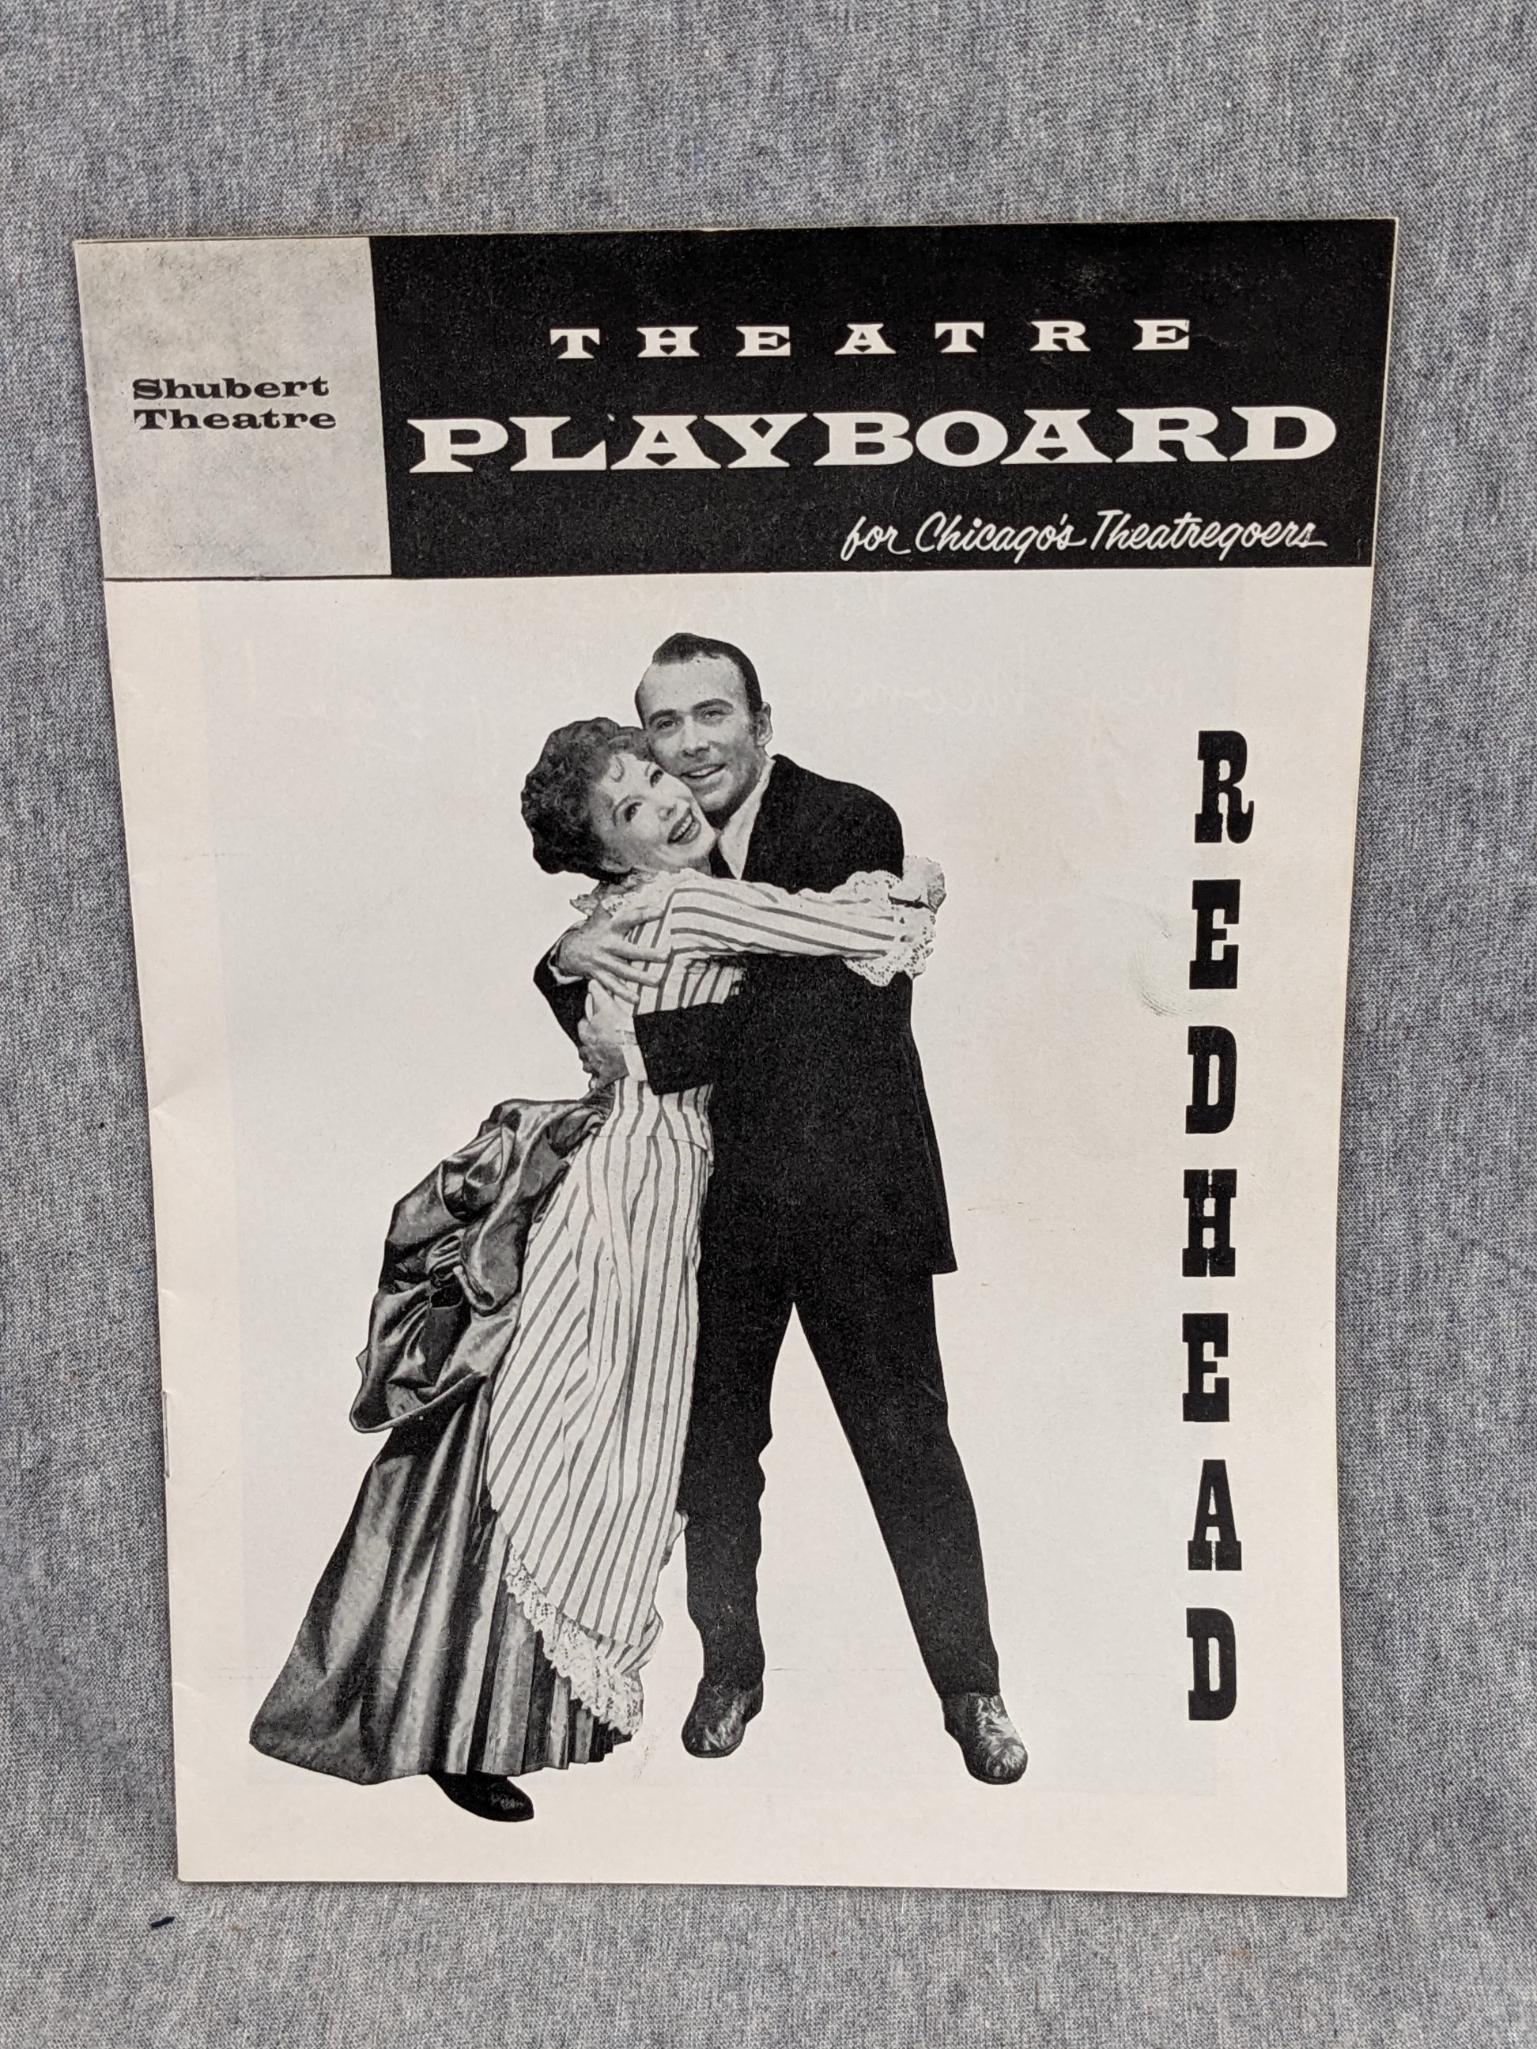 Shubert
Theatre
THEATRE
PLAYBOARD
for Chicago's Theatregoers
REDHEAD